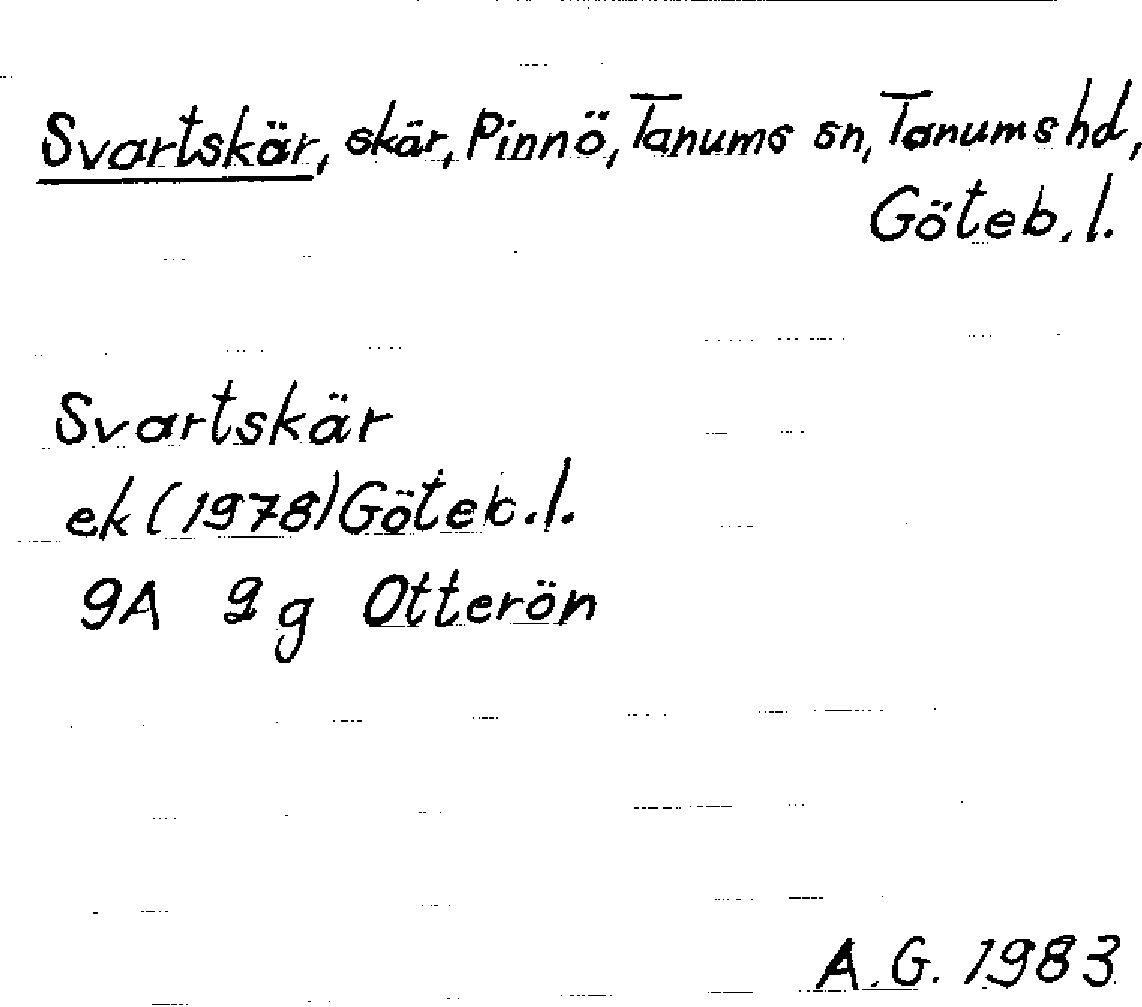 Svartskär, skär, Pinnö, Tanums sn, Tanums hd,
Göteb. l.
Svartskär
ek (1978) Göteb. l.
9A 9g Otterön
A.G. 1983